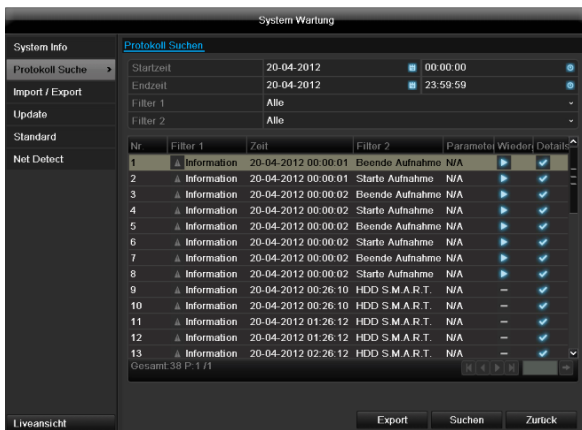 System Wartung
System Info
Protokoll Suche
Import / Export
Update
Standard
Net Detect
Liveansicht
Protokoll Suchen
Startzeit 20-04-2012 00:00:00
Endzeit 20-04-2012 23:59:59
Filter 1 Alle
Filter 2 Alle
Nr. Filter 1 Zeit Filter 2 Parameter Wieder Details
1 Information 20-04-2012 00:00:01 Beende Aufnahme N/A
2 Information 20-04-2012 00:00:01 Starte Aufnahme N/A
3 Information 20-04-2012 00:00:02 Beende Aufnahme N/A
4 Information 20-04-2012 00:00:02 Starte Aufnahme N/A
5 Information 20-04-2012 00:00:02 Beende Aufnahme N/A
6 Information 20-04-2012 00:00:02 Starte Aufnahme N/A
7 Information 20-04-2012 00:00:02 Beende Aufnahme N/A
8 Information 20-04-2012 00:00:02 Starte Aufnahme N/A
9 Information 20-04-2012 00:26:10 HDD S.M.A.R.T. N/A –
10 Information 20-04-2012 00:26:10 HDD S.M.A.R.T. N/A –
11 Information 20-04-2012 01:26:12 HDD S.M.A.R.T. N/A –
12 Information 20-04-2012 01:26:12 HDD S.M.A.R.T. N/A –
13 Information 20-04-2012 02:26:12 HDD S.M.A.R.T. N/A –
Gesamt:38 P:1 /1
Export Suchen Zurück